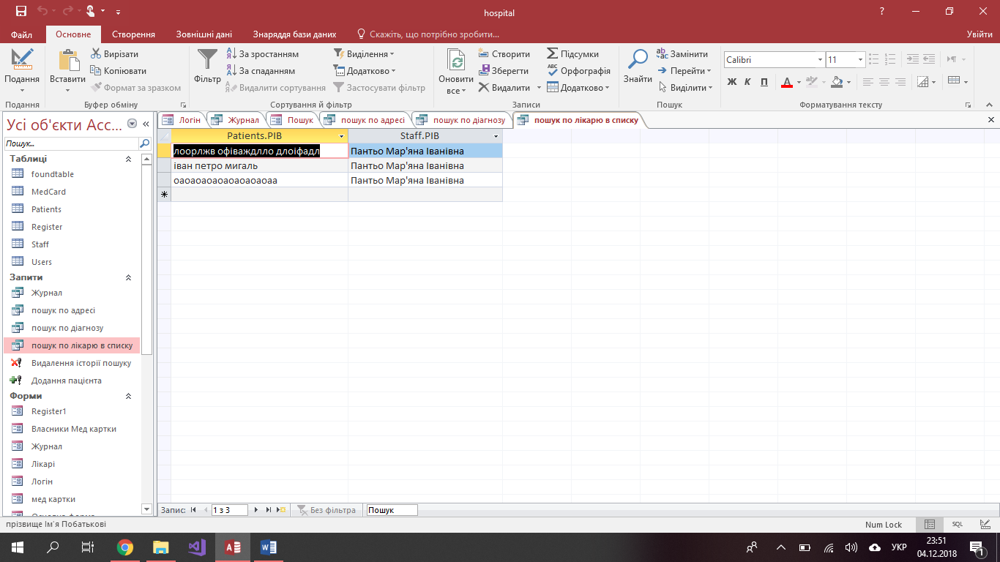 hospital
?
Файл Основне Створення Зовнішні дані Знаряддя бази даних Скажіть, що потрібно зробити... Увійти
Подання
Вставити
Вирізати
Копіювати
Формат за зразком
Буфер обміну
Фільтр
За зростанням
За спаданням
Видалити сортування
Виділення
Додатково
Застосувати фільтр
Сортування й фільтр
Оновити
все
Створити
Зберегти
Видалити
Підсумки
Орфографія
Додатково
Записи
Знайти
Замінити
Перейти
Виділити
Пошук
Calibri 11
Ж К П А
Форматування тексту
Усі об'єкти Acc...
Пошук...
Таблиці
foundtable
MedCard
Patients
Register
Staff
Users
Запити
Журнал
пошук по адресі
пошук по діагнозу
пошук по лікарю в списку
Видалення історії пошуку
Додання пацієнта
Форми
Register1
Власники Мед картки
Журнал
Лікарі
Логін
мед картки
Логін Журнал Пошук пошук по адресі пошук по діагнозу пошук по лікарю в списку
Patients.PIB Staff.PIB
лоорлжв офіваждлло длоіфадл Пантьо Мар'яна Іванівна
іван петро мигаль Пантьо Мар'яна Іванівна
оаоаоаоаоаоаоаоаоаа Пантьо Мар'яна Іванівна
Запис: 1 з 3 Без фільтра Пошук
прізвище Ім'я Побатькові Num Lock SQL
УКР 23:51
04.12.2018
1